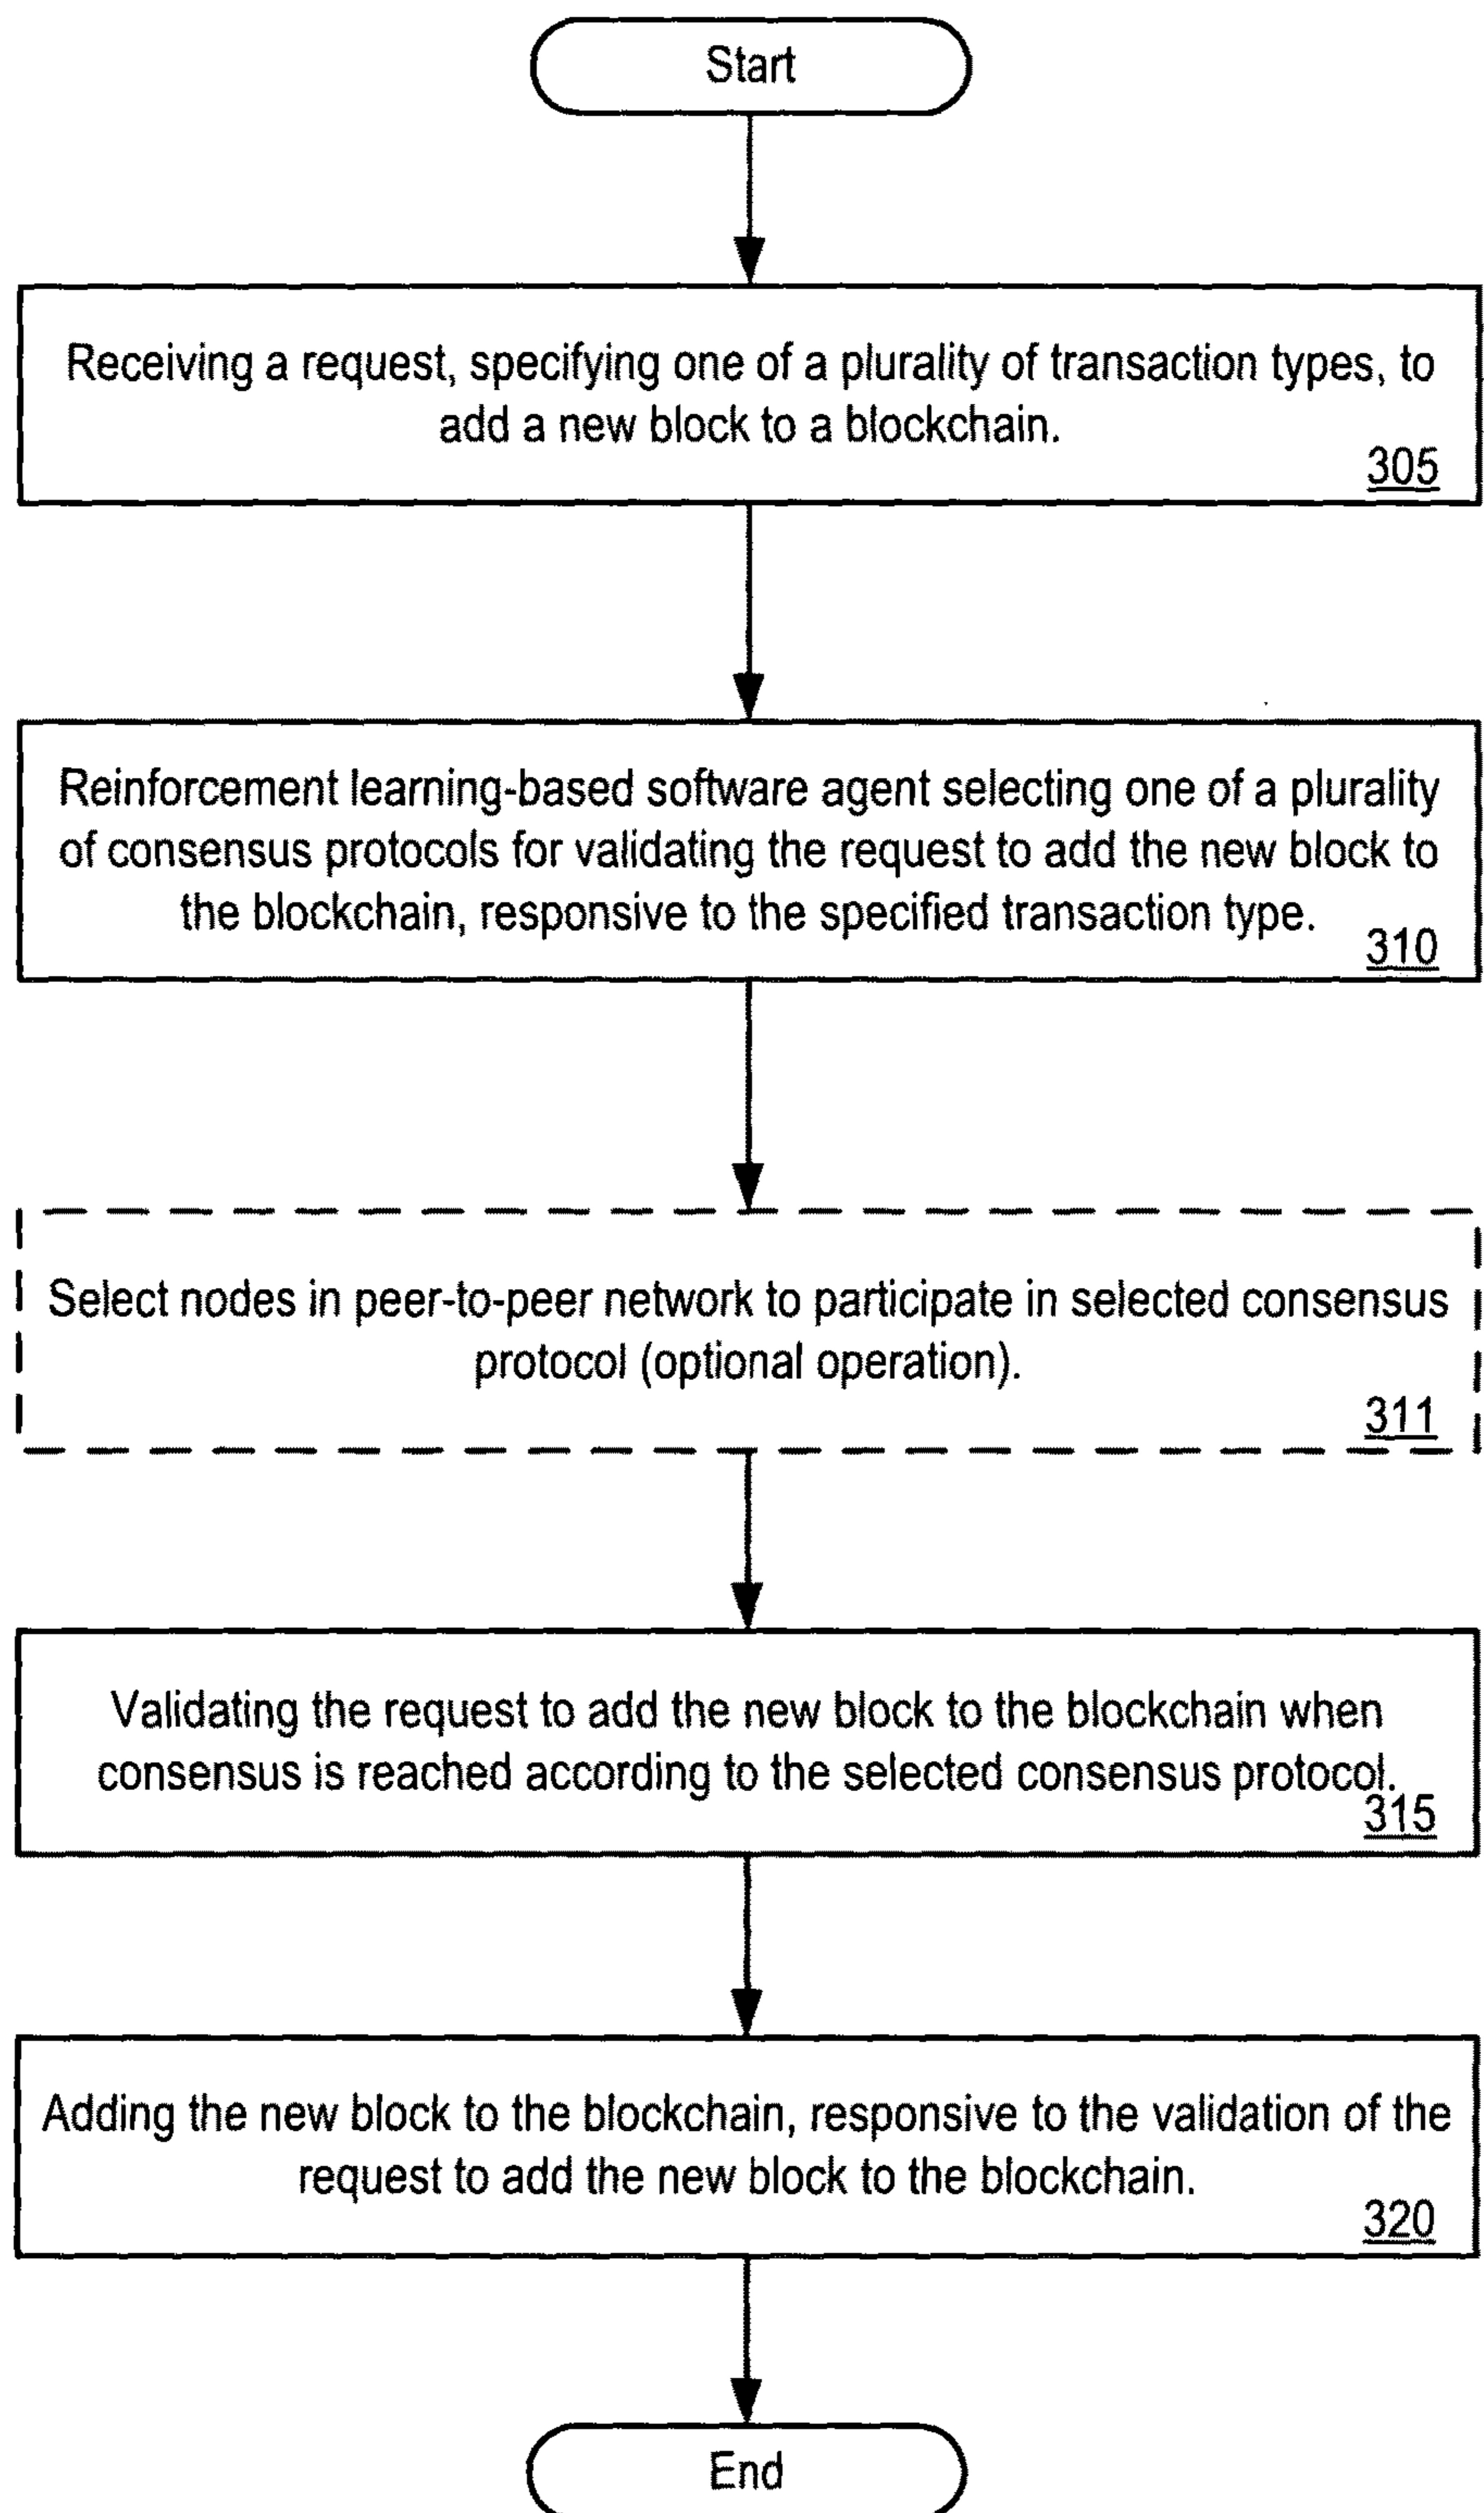 Start
Receiving a request, specifying one of a plurality of transaction types, to
add a new block to a blockchain.
305
Reinforcement learning-based software agent selecting one of a plurality
of consensus protocols for validating the request to add the new block to
the blockchain, responsive to the specified transaction type.
310
Select nodes in peer-to-peer network to participate in selected consensus
protocol (optional operation).
311
Validating the request to add the new block to the blockchain when
consensus is reached according to the selected consensus protocol.
315
Adding the new block to the blockchain, responsive to the validation of the
request to add the new block to the blockchain.
320
End